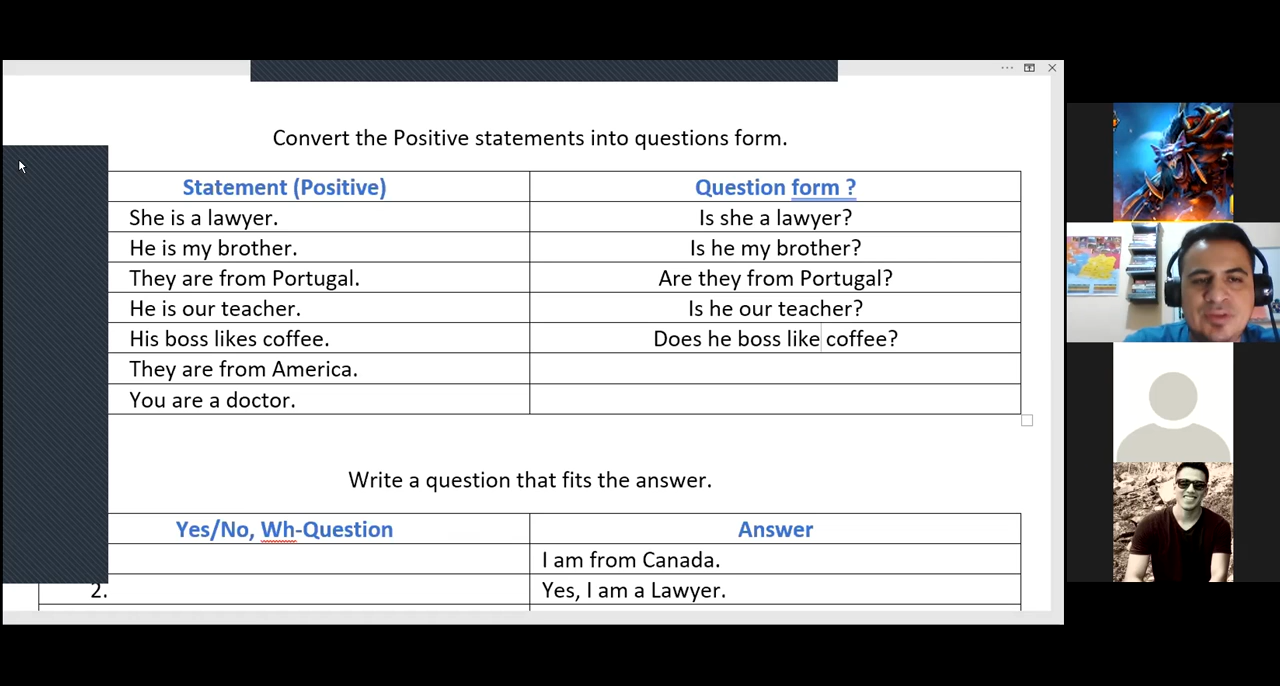 Convert the Positive statements into questions form.
Statement (Positive) Question form ?
She is a lawyer. Is she a lawyer?
He is my brother. Is he my brother?
They are from Portugal. Are they from Portugal?
He is our teacher. Is he our teacher?
His boss likes coffee. Does he boss like coffee?
They are from America.
You are a doctor.
Write a question that fits the answer.
Yes/No, Wh-Question Answer
I am from Canada.
2. Yes, I am a Lawyer.